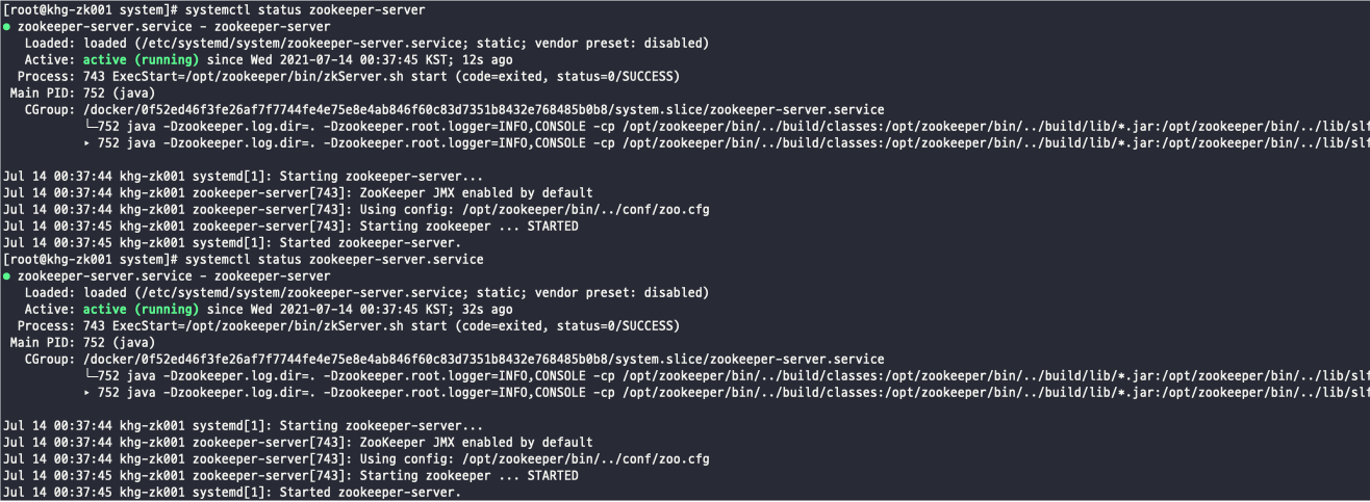 [root@khg-zk001 system]# systemctl status zookeeper-server
● zookeeper-server.service - zookeeper-server
   Loaded: loaded (/etc/systemd/system/zookeeper-server.service; static; vendor preset: disabled)
   Active: active (running) since Wed 2021-07-14 00:37:45 KST; 12s ago
  Process: 743 ExecStart=/opt/zookeeper/bin/zkServer.sh start (code=exited, status=0/SUCCESS)
 Main PID: 752 (java)
   CGroup: /docker/0f52ed46f3fe26af7f7744fe4e75e8e4ab846f60c83d7351b8432e768485b0b8/system.slice/zookeeper-server.service
           └─752 java -Dzookeeper.log.dir=. -Dzookeeper.root.logger=INFO,CONSOLE -cp /opt/zookeeper/bin/../build/classes:/opt/zookeeper/bin/../build/lib/*.jar:/opt/zookeeper/bin/../lib/slf
           ‣ 752 java -Dzookeeper.log.dir=. -Dzookeeper.root.logger=INFO,CONSOLE -cp /opt/zookeeper/bin/../build/classes:/opt/zookeeper/bin/../build/lib/*.jar:/opt/zookeeper/bin/../lib/slf
Jul 14 00:37:44 khg-zk001 systemd[1]: Starting zookeeper-server...
Jul 14 00:37:44 khg-zk001 zookeeper-server[743]: ZooKeeper JMX enabled by default
Jul 14 00:37:44 khg-zk001 zookeeper-server[743]: Using config: /opt/zookeeper/bin/../conf/zoo.cfg
Jul 14 00:37:45 khg-zk001 zookeeper-server[743]: Starting zookeeper ... STARTED
Jul 14 00:37:45 khg-zk001 systemd[1]: Started zookeeper-server.
[root@khg-zk001 system]# systemctl status zookeeper-server.service
● zookeeper-server.service - zookeeper-server
   Loaded: loaded (/etc/systemd/system/zookeeper-server.service; static; vendor preset: disabled)
   Active: active (running) since Wed 2021-07-14 00:37:45 KST; 32s ago
  Process: 743 ExecStart=/opt/zookeeper/bin/zkServer.sh start (code=exited, status=0/SUCCESS)
 Main PID: 752 (java)
   CGroup: /docker/0f52ed46f3fe26af7f7744fe4e75e8e4ab846f60c83d7351b8432e768485b0b8/system.slice/zookeeper-server.service
           └─752 java -Dzookeeper.log.dir=. -Dzookeeper.root.logger=INFO,CONSOLE -cp /opt/zookeeper/bin/../build/classes:/opt/zookeeper/bin/../build/lib/*.jar:/opt/zookeeper/bin/../lib/slf
           ‣ 752 java -Dzookeeper.log.dir=. -Dzookeeper.root.logger=INFO,CONSOLE -cp /opt/zookeeper/bin/../build/classes:/opt/zookeeper/bin/../build/lib/*.jar:/opt/zookeeper/bin/../lib/slf
Jul 14 00:37:44 khg-zk001 systemd[1]: Starting zookeeper-server...
Jul 14 00:37:44 khg-zk001 zookeeper-server[743]: ZooKeeper JMX enabled by default
Jul 14 00:37:44 khg-zk001 zookeeper-server[743]: Using config: /opt/zookeeper/bin/../conf/zoo.cfg
Jul 14 00:37:45 khg-zk001 zookeeper-server[743]: Starting zookeeper ... STARTED
Jul 14 00:37:45 khg-zk001 systemd[1]: Started zookeeper-server.